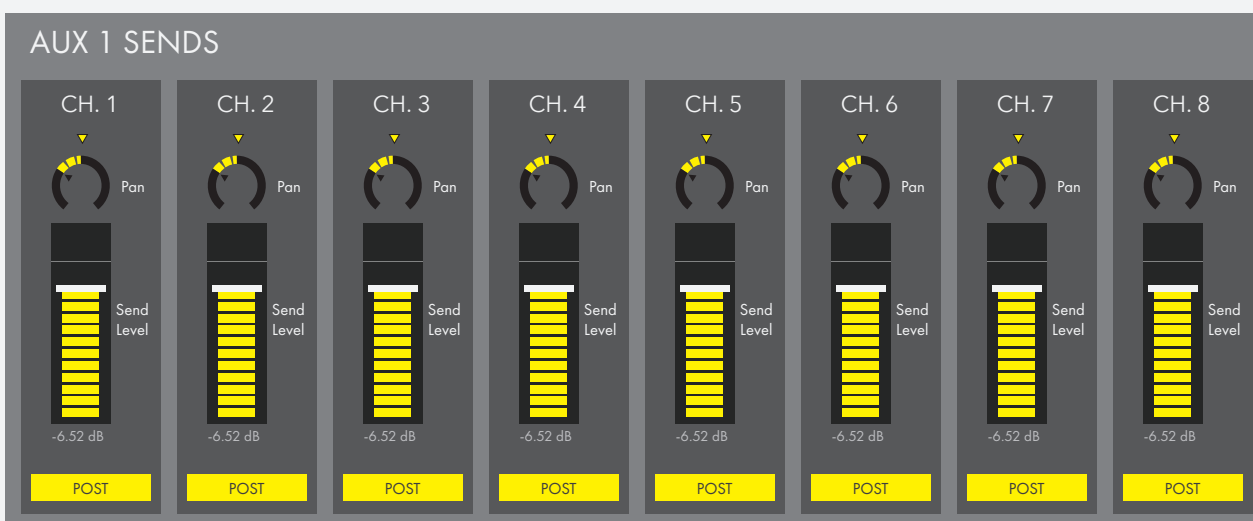 AUX 1 SENDS
CH. 1 CH. 2 CH. 3 CH. 4 CH. 5 CH. 6 CH. 7 CH. 8
Pan Pan Pan Pan Pan Pan Pan Pan
Send Send Send Send Send Send Send Send
Level Level Level Level Level Level Level Level
-6.52 dB -6.52 dB -6.52 dB -6.52 dB -6.52 dB -6.52 dB -6.52 dB -6.52 dB
POST POST POST POST POST POST POST POST